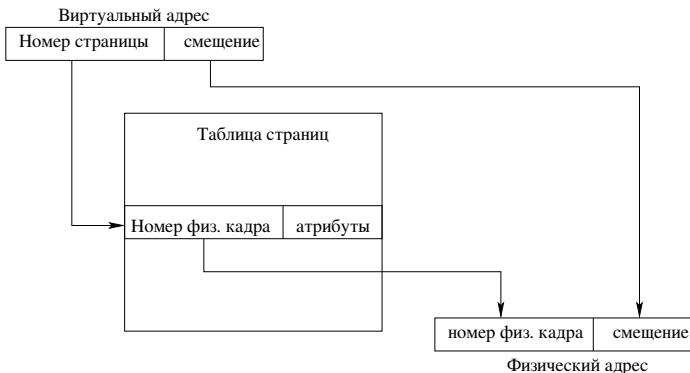 Виртуальный адрес
Номер страницы смещение
Таблица страниц
Номер физ. кадра атрибуты
номер физ. кадра смещение
Физический адрес